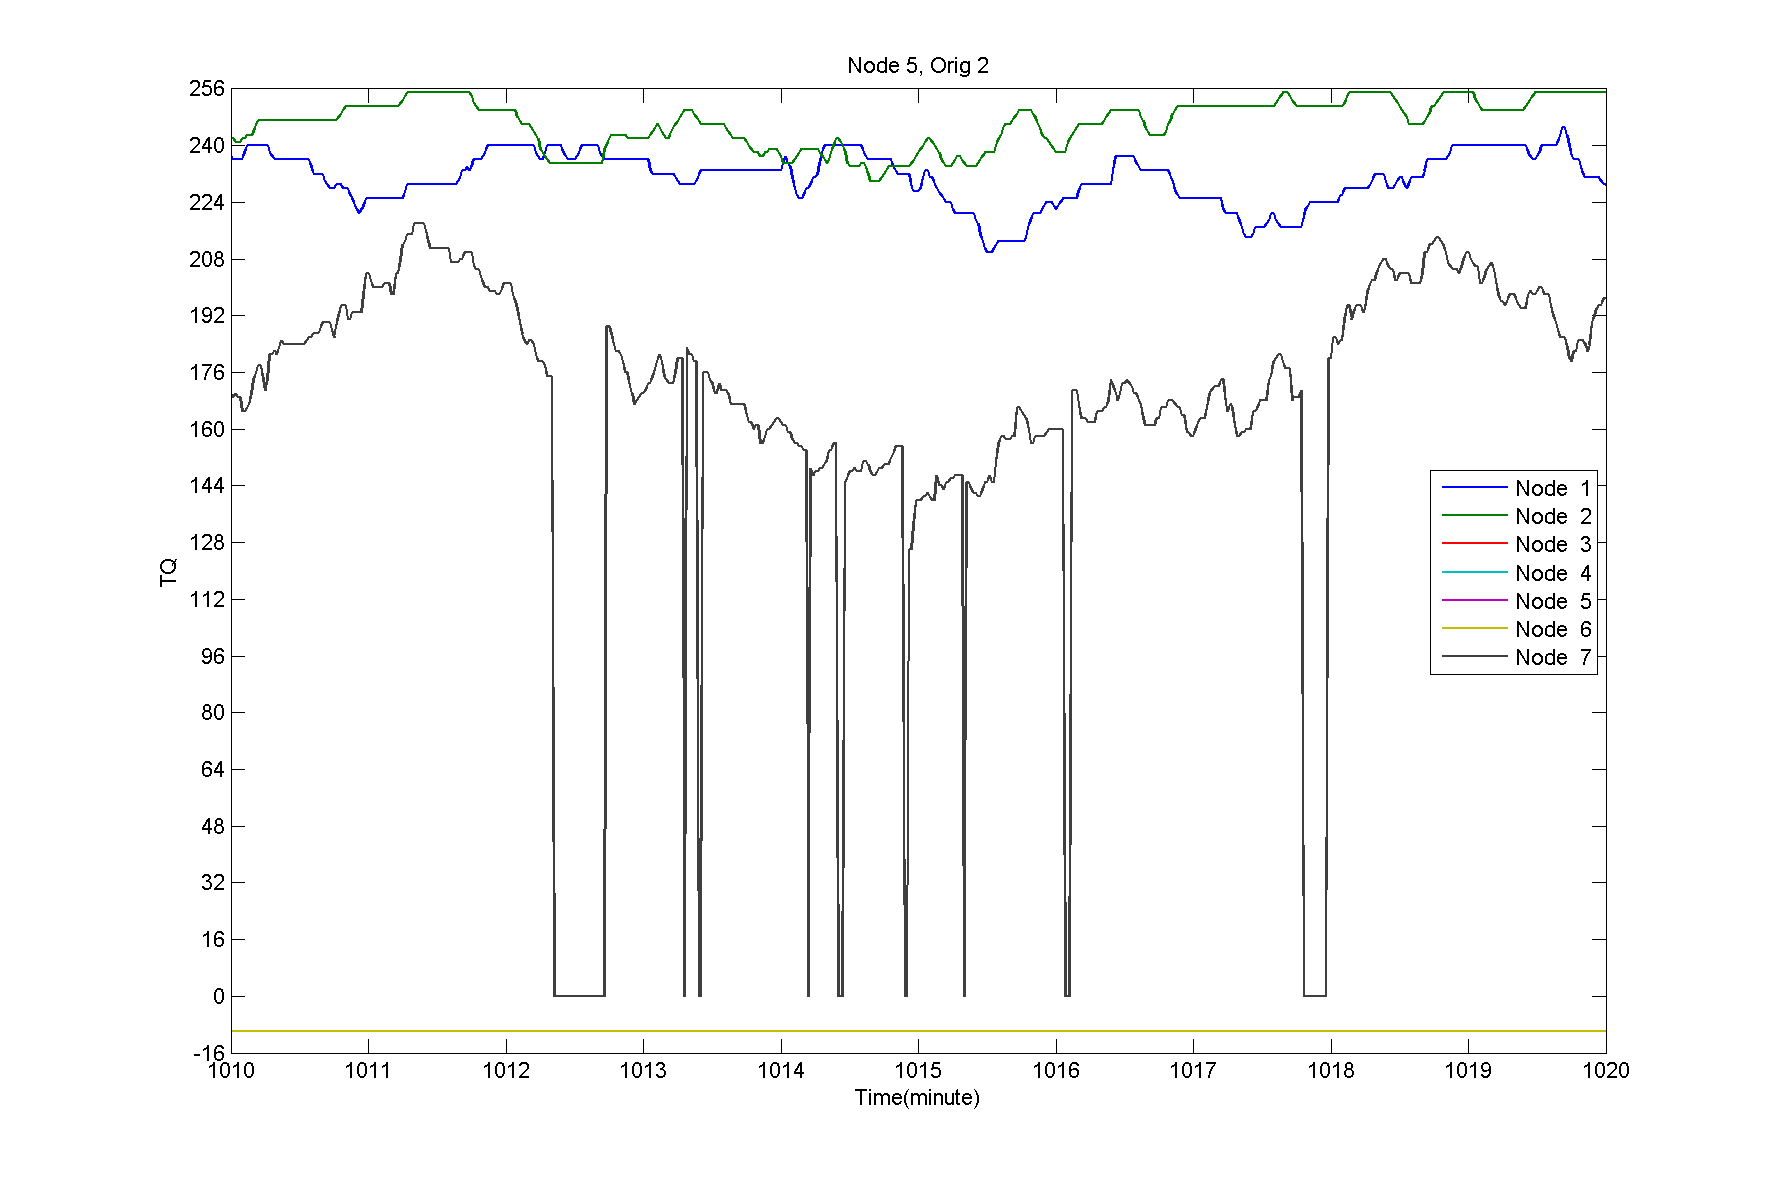 Node 5, Orig 2
256
240
224
208
192
176
160
144
128
112
96
80
64
48
32
16
0
-16
TQ
Node 1
Node 2
Node 3
Node 4
Node 5
Node 6
Node 7
1010 1011 1012 1013 1014 1015 1016 1017 1018 1019 1020
Time(minute)